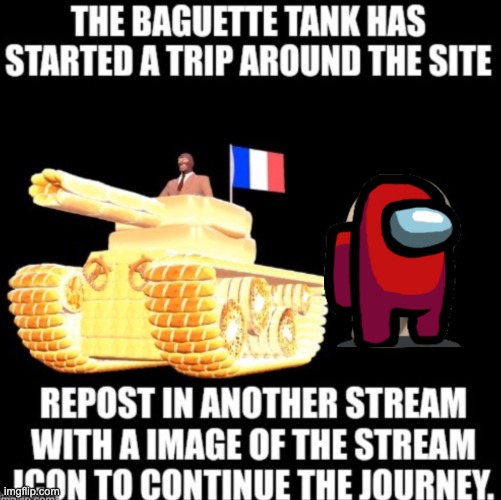 THE BAGUETTE TANK HAS
STARTED A TRIP AROUND THE SITE
REPOST IN ANOTHER STREAM
WITH A IMAGE OF THE STREAM
ICON TO CONTINUE THE JOURNEY.
imgflip.com